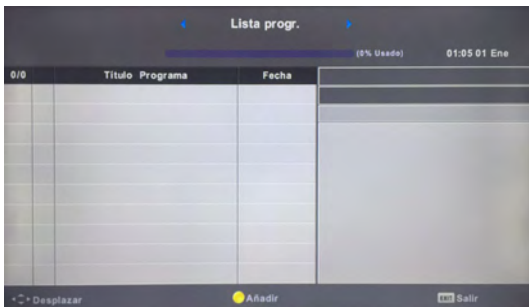 Lista progr.
(0% Usado) 01:05 01 Ene
0/0 Título Programa Fecha
Desplazar Añadir EXIT Salir